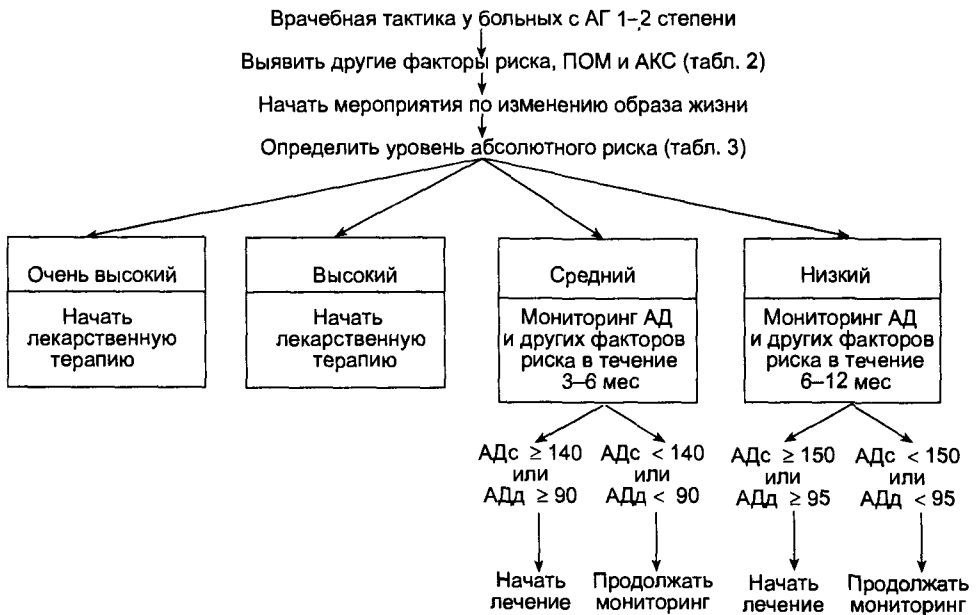 Врачебная тактика у больных с АГ 1–2 степени
Выявить другие факторы риска, ПОМ и АКС (табл. 2)
Начать мероприятия по изменению образа жизни
Определить уровень абсолютного риска (табл. 3)
Очень высокий
Начать
лекарственную
терапию
Высокий
Начать
лекарственную
терапию
Средний
Мониторинг АД
и других факторов
риска в течение
3–6 мес
Низкий
Мониторинг АД
и других факторов
риска в течение
6–12 мес
АДс ≥ 140
или
АДд ≥ 90
АДс < 140
или
АДд < 90
АДс ≥ 150
или
АДд ≥ 95
АДс < 150
или
АДд < 95
Начать
лечение
Продолжать
мониторинг
Начать
лечение
Продолжать
мониторинг